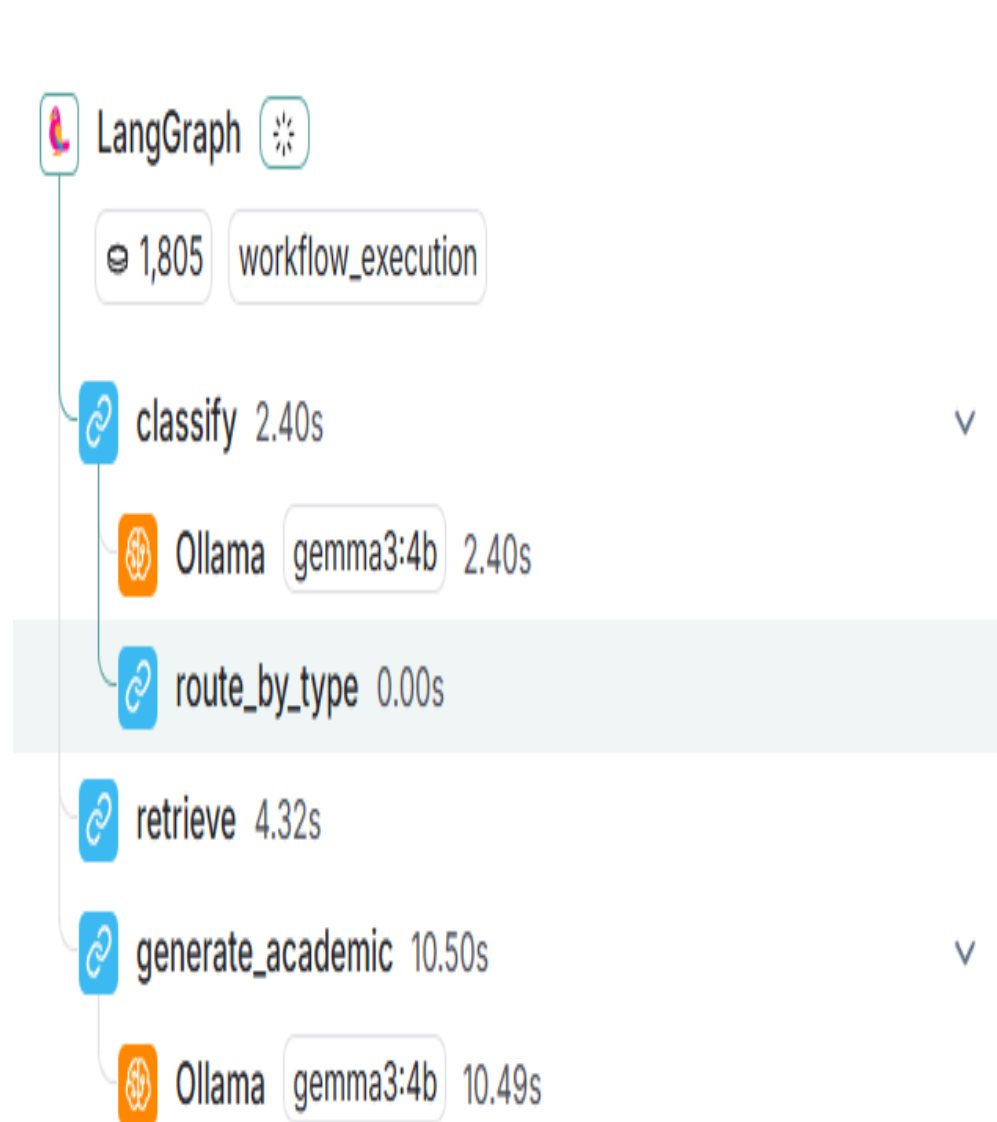 LangGraph
1,805 workflow_execution
classify 2.40s
Ollama gemma3:4b 2.40s
route_by_type 0.00s
retrieve 4.32s
generate_academic 10.50s
Ollama gemma3:4b 10.49s